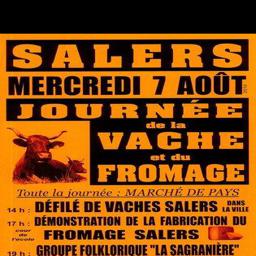 SALERS
MERCREDI 7 AOÛT
JOURNÉE
de la
VACHE
et du
FROMAGE
Toute la journée : MARCHÉ DE PAYS
14 h : DÉFILÉ DE VACHES SALERS DANS LA VILLE
17 h : DÉMONSTRATION DE LA FABRICATION DU
cour de l'école FROMAGE SALERS
19 h : GROUPE FOLKLORIQUE "LA SAGRANIÈRE"